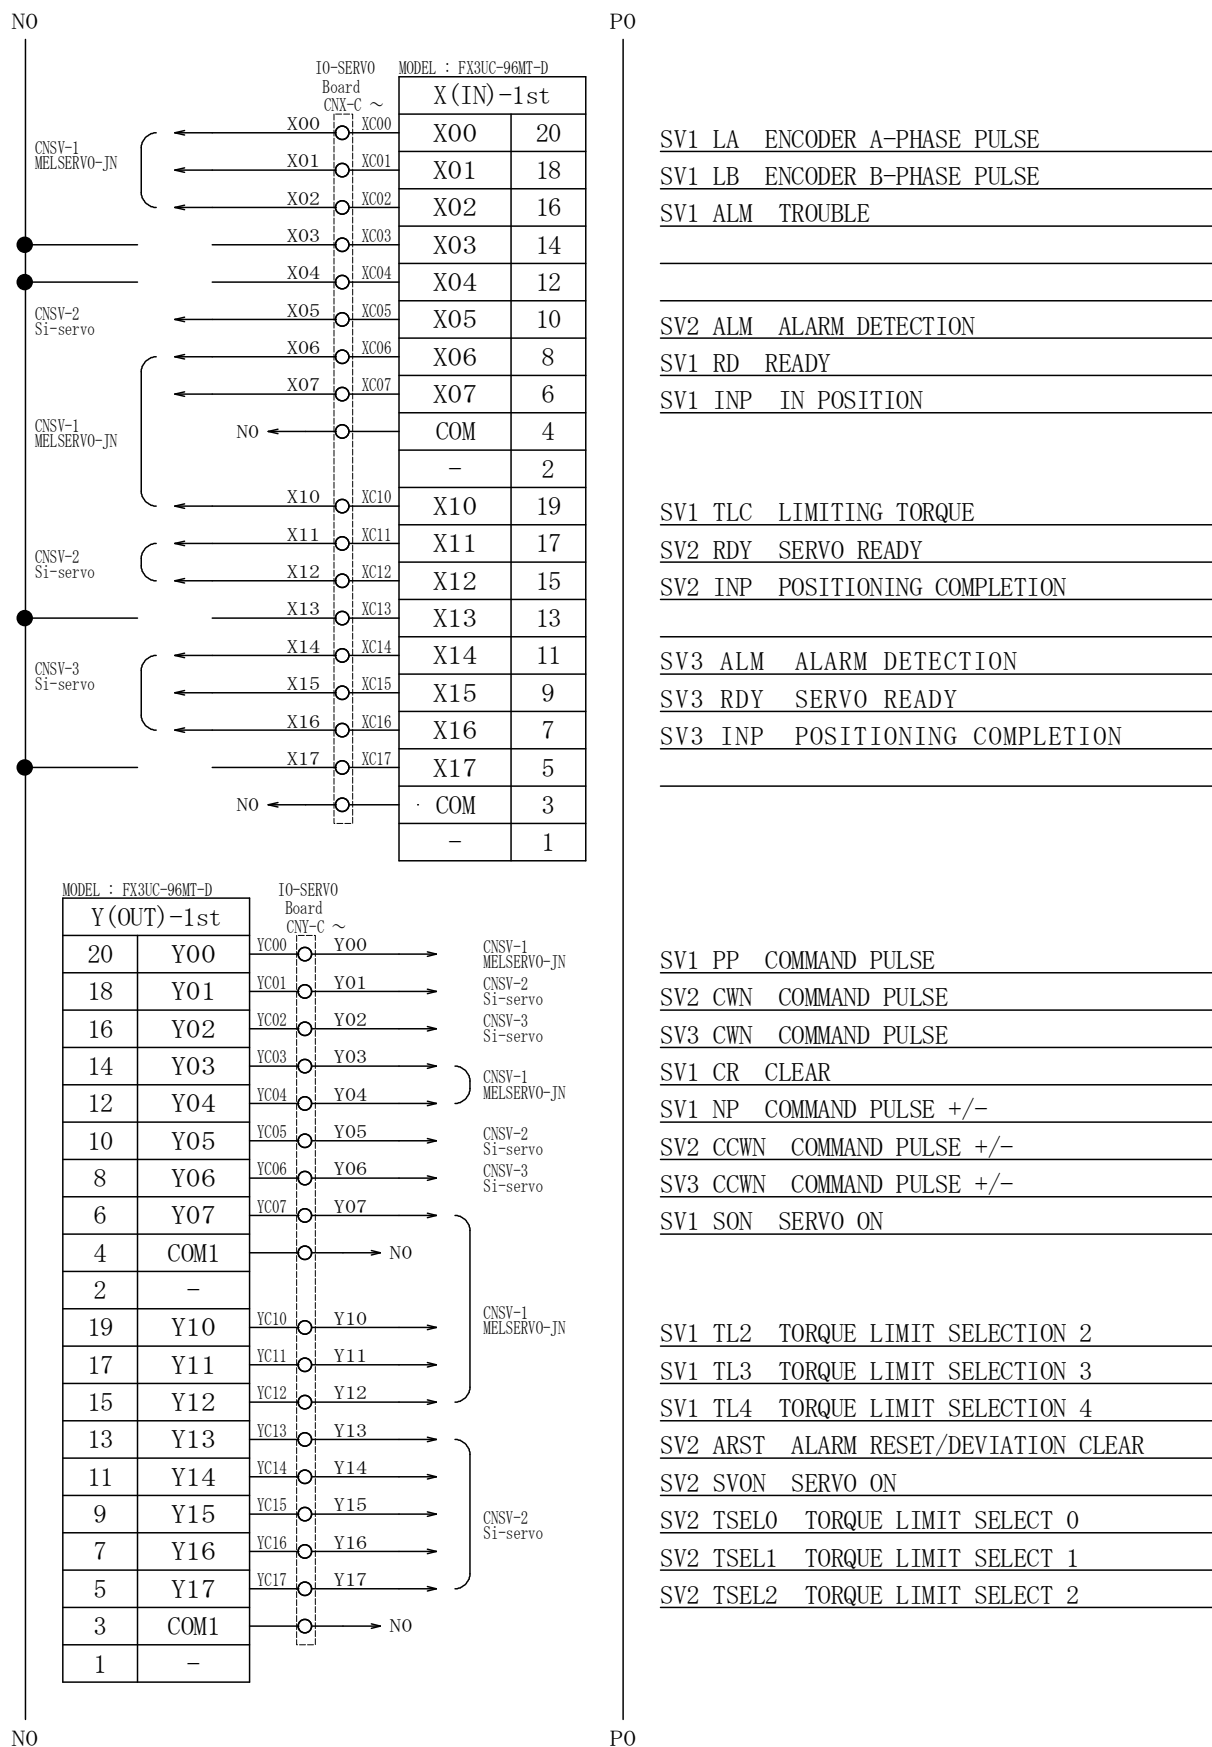 N0 P0
IO-SERVO MODEL : FX3UC-96MT-D
Board
CNX-C ～ X(IN)-1st
X00 XC00 X00 20 SV1 LA ENCODER A-PHASE PULSE
CNSV-1
MELSERVO-JN
X01 XC01 X01 18 SV1 LB ENCODER B-PHASE PULSE
X02 XC02 X02 16 SV1 ALM TROUBLE
X03 XC03 X03 14
X04 XC04 X04 12
CNSV-2
Si-servo
X05 XC05 X05 10 SV2 ALM ALARM DETECTION
X06 XC06 X06 8 SV1 RD READY
X07 XC07 X07 6 SV1 INP IN POSITION
CNSV-1
MELSERVO-JN
N0 COM 4
- 2
X10 XC10 X10 19 SV1 TLC LIMITING TORQUE
X11 XC11 X11 17 SV2 RDY SERVO READY
CNSV-2
Si-servo
X12 XC12 X12 15 SV2 INP POSITIONING COMPLETION
X13 XC13 X13 13
X14 XC14 X14 11 SV3 ALM ALARM DETECTION
CNSV-3
Si-servo
X15 XC15 X15 9 SV3 RDY SERVO READY
X16 XC16 X16 7 SV3 INP POSITIONING COMPLETION
X17 XC17 X17 5
N0 COM 3
- 1
MODEL : FX3UC-96MT-D IO-SERVO
Board
Y(OUT)-1st CNY-C ～
20 Y00 YC00 Y00 SV1 PP COMMAND PULSE
CNSV-1
MELSERVO-JN
18 Y01 YC01 Y01 SV2 CWN COMMAND PULSE
CNSV-2
Si-servo
16 Y02 YC02 Y02 SV3 CWN COMMAND PULSE
CNSV-3
Si-servo
14 Y03 YC03 Y03 SV1 CR CLEAR
CNSV-1
MELSERVO-JN
12 Y04 YC04 Y04 SV1 NP COMMAND PULSE +/-
10 Y05 YC05 Y05 SV2 CCWN COMMAND PULSE +/-
CNSV-2
Si-servo
8 Y06 YC06 Y06 SV3 CCWN COMMAND PULSE +/-
CNSV-3
Si-servo
6 Y07 YC07 Y07 SV1 SON SERVO ON
4 COM1 N0
2 -
CNSV-1
MELSERVO-JN
19 Y10 YC10 Y10 SV1 TL2 TORQUE LIMIT SELECTION 2
17 Y11 YC11 Y11 SV1 TL3 TORQUE LIMIT SELECTION 3
15 Y12 YC12 Y12 SV1 TL4 TORQUE LIMIT SELECTION 4
13 Y13 YC13 Y13 SV2 ARST ALARM RESET/DEVIATION CLEAR
11 Y14 YC14 Y14 SV2 SVON SERVO ON
9 Y15 YC15 Y15 SV2 TSEL0 TORQUE LIMIT SELECT 0
CNSV-2
Si-servo
7 Y16 YC16 Y16 SV2 TSEL1 TORQUE LIMIT SELECT 1
5 Y17 YC17 Y17 SV2 TSEL2 TORQUE LIMIT SELECT 2
3 COM1 N0
1 -
N0 P0